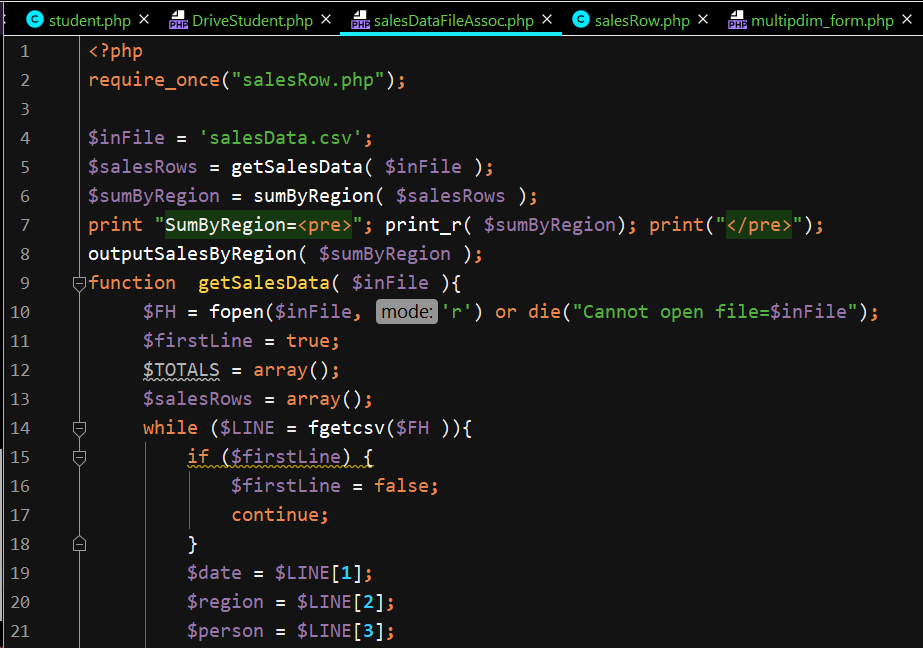 student.php DriveStudent.php salesDataFileAssoc.php salesRow.php multipdim_form.php
1 <?php
2 require_once("salesRow.php");
3
4 $inFile = 'salesData.csv';
5 $salesRows = getSalesData( $inFile );
6 $sumByRegion = sumByRegion( $salesRows );
7 print "SumByRegion=<pre>"; print_r( $sumByRegion); print("</pre>");
8 outputSalesByRegion( $sumByRegion );
9 function  getSalesData( $inFile ){
10 $FH = fopen($inFile, mode: 'r') or die("Cannot open file=$inFile");
11 $firstLine = true;
12 $TOTALS = array();
13 $salesRows = array();
14 while ($LINE = fgetcsv($FH )){
15 if ($firstLine) {
16 $firstLine = false;
17 continue;
18 }
19 $date = $LINE[1];
20 $region = $LINE[2];
21 $person = $LINE[3];